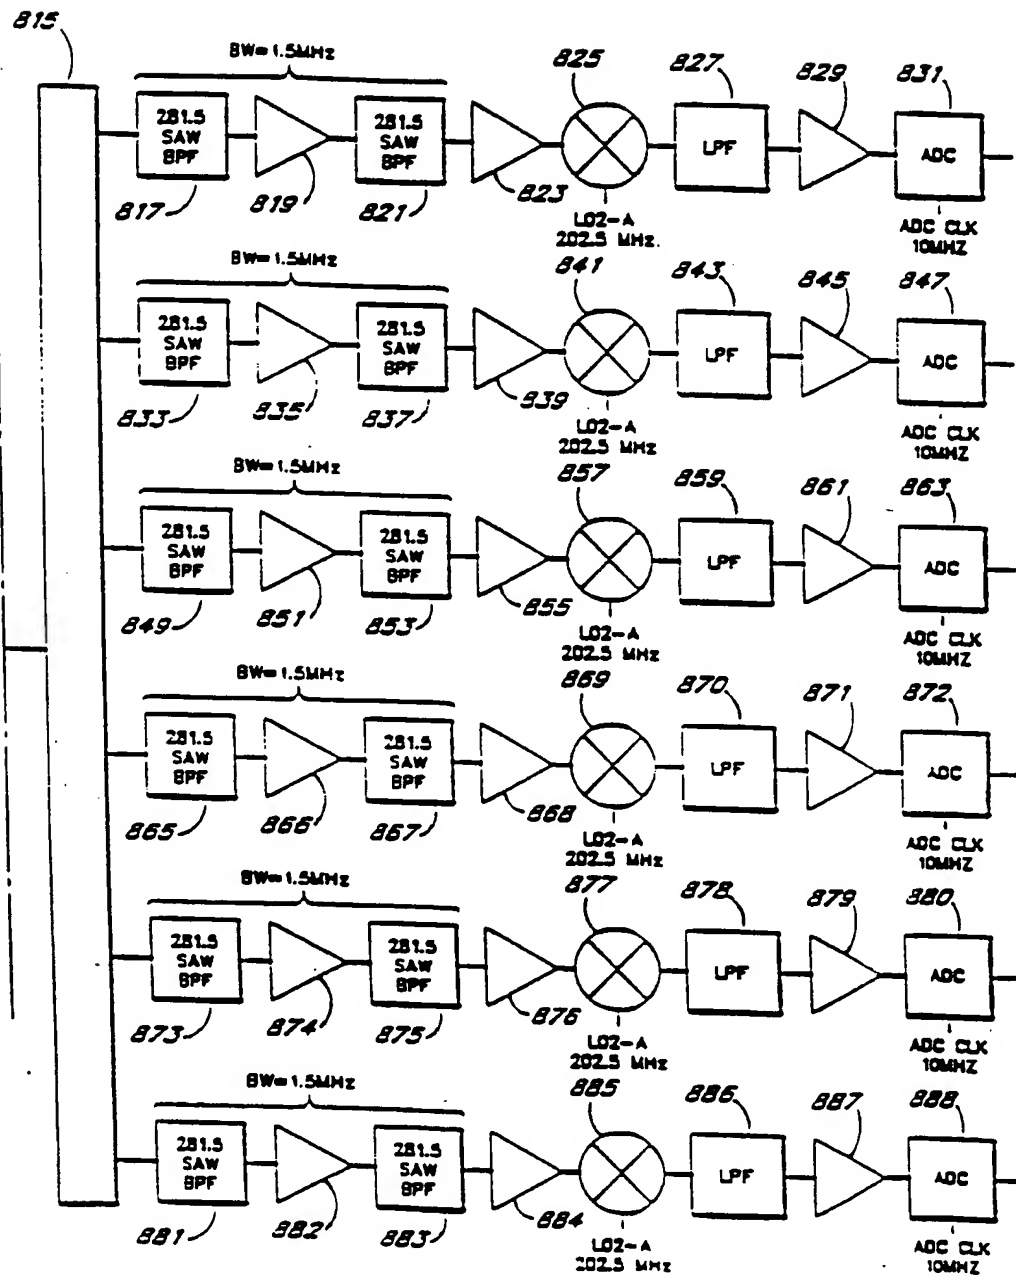 815
BW=1.5MHz
825
827
829
831
281.5
SAW
BPF
281.5
SAW
BPF
LPF
ADC
817
819
821
823
LO2-A
202.5 MHz.
ADC CLK
10MHZ
BW=1.5MHz
841
843
845
847
281.5
SAW
BPF
281.5
SAW
BPF
LPF
ADC
833
835
837
839
LO2-A
202.5 MHz
ADC CLK
10MHZ
BW=1.5MHz
857
859
861
863
281.5
SAW
BPF
281.5
SAW
BPF
LPF
ADC
849
851
853
855
LO2-A
202.5 MHz
ADC CLK
10MHZ
BW=1.5MHz
869
870
871
872
281.5
SAW
BPF
281.5
SAW
BPF
LPF
ADC
865
866
867
868
LO2-A
202.5 MHz
ADC CLK
10MHZ
BW=1.5MHz
877
878
879
880
281.5
SAW
BPF
281.5
SAW
BPF
LPF
ADC
873
874
875
876
LO2-A
202.5 MHz
ADC CLK
10MHZ
BW=1.5MHz
885
886
887
888
281.5
SAW
BPF
281.5
SAW
BPF
LPF
ADC
881
882
883
884
LO2-A
202.5 MHz
ADC CLK
10MHZ